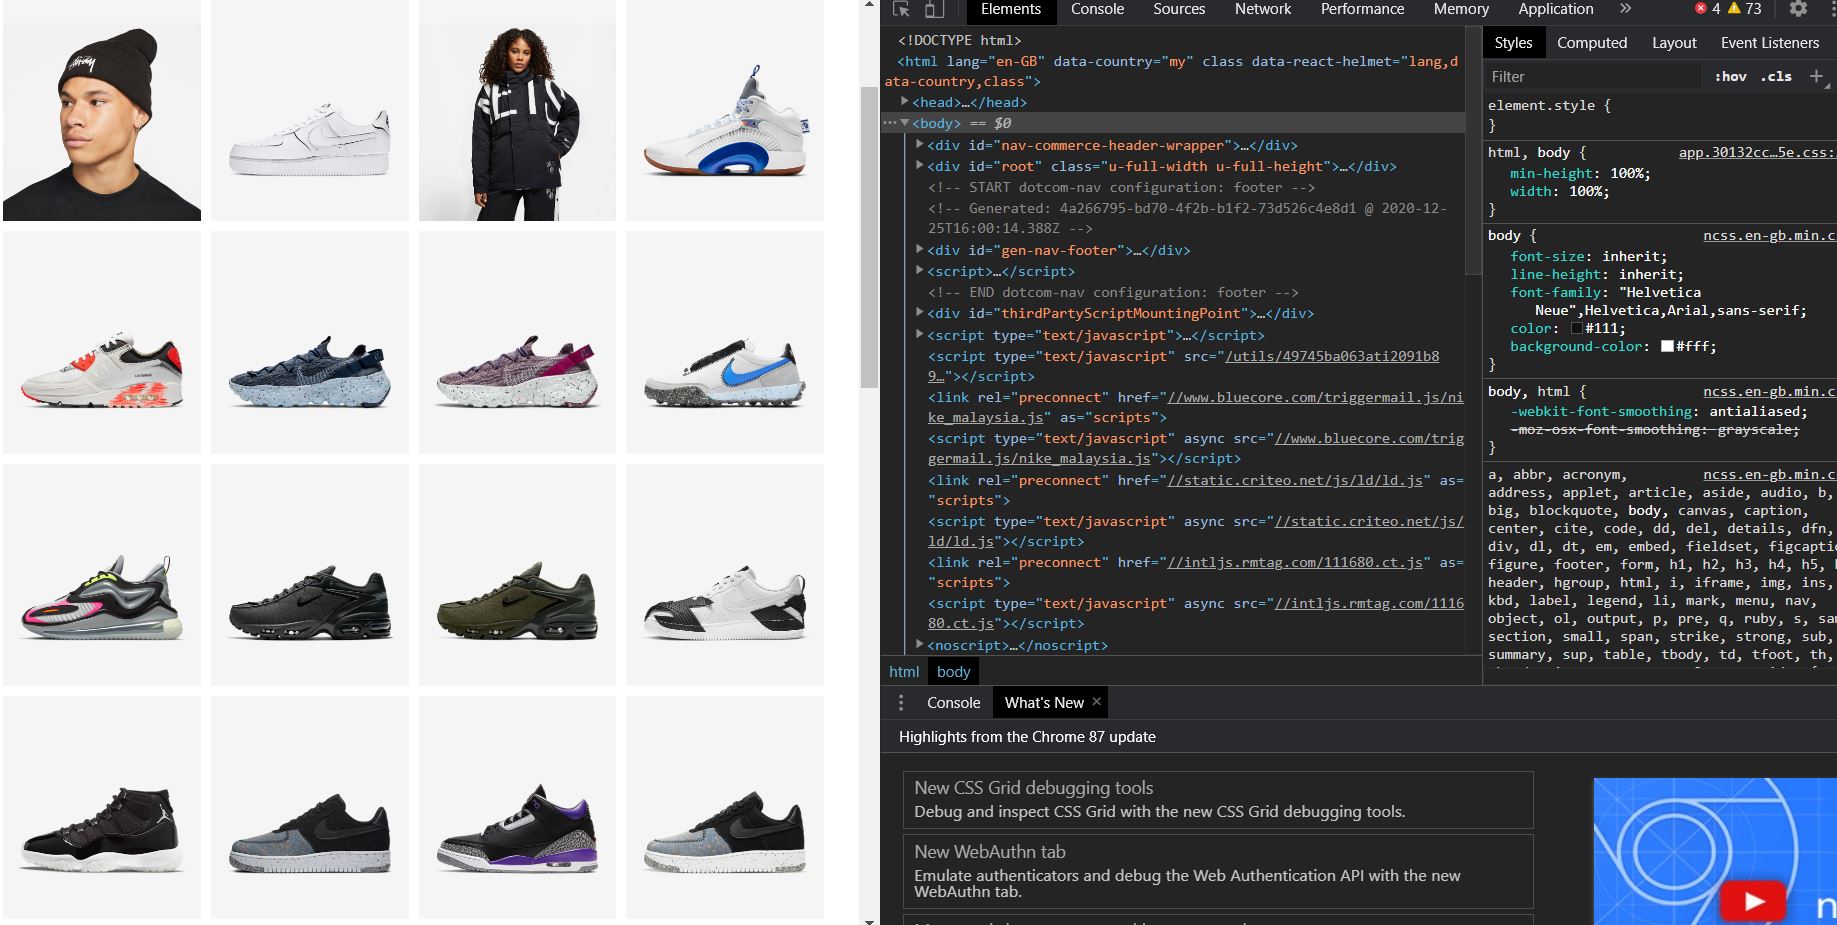 Stüssy
Elements Console Sources Network Performance Memory Application » 4 73
<!DOCTYPE html>
<html lang="en-GB" data-country="my" class data-react-helmet="lang,d
ata-country,class">
<head>…</head>
<body> == $0
<div id="nav-commerce-header-wrapper">…</div>
<div id="root" class="u-full-width u-full-height">…</div>
<!-- START dotcom-nav configuration: footer -->
<!-- Generated: 4a266795-bd70-4f2b-b1f2-73d526c4e8d1 @ 2020-12-
25T16:00:14.388Z -->
<div id="gen-nav-footer">…</div>
<script>…</script>
<!-- END dotcom-nav configuration: footer -->
<div id="thirdPartyScriptMountingPoint">…</div>
<script type="text/javascript">…</script>
<script type="text/javascript" src="/utils/49745ba063ati2091b8
9…"></script>
<link rel="preconnect" href="//www.bluecore.com/triggermail.js/ni
ke_malaysia.js" as="scripts">
<script type="text/javascript" async src="//www.bluecore.com/trig
germail.js/nike_malaysia.js"></script>
<link rel="preconnect" href="//static.criteo.net/js/ld/ld.js" as=
"scripts">
<script type="text/javascript" async src="//static.criteo.net/js/
ld/ld.js"></script>
<link rel="preconnect" href="//intljs.rmtag.com/111680.ct.js" as=
"scripts">
<script type="text/javascript" async src="//intljs.rmtag.com/1116
80.ct.js"></script>
<noscript>…</noscript>
html body
Styles Computed Layout Event Listeners
Filter :hov .cls +
element.style {
}
html, body { app.30132cc…5e.css:
min-height: 100%;
width: 100%;
}
body { ncss.en-gb.min.c
font-size: inherit;
line-height: inherit;
font-family: "Helvetica
Neue",Helvetica,Arial,sans-serif;
color: #111;
background-color: #fff;
}
body, html { ncss.en-gb.min.c
-webkit-font-smoothing: antialiased;
-moz-osx-font-smoothing: grayscale;
}
a, abbr, acronym, ncss.en-gb.min.c
address, applet, article, aside, audio, b,
big, blockquote, body, canvas, caption,
center, cite, code, dd, del, details, dfn,
div, dl, dt, em, embed, fieldset, figcaptio
figure, footer, form, h1, h2, h3, h4, h5,
header, hgroup, html, i, iframe, img, ins,
kbd, label, legend, li, mark, menu, nav,
object, ol, output, p, pre, q, ruby, s, sam
section, small, span, strike, strong, sub,
summary, sup, table, tbody, td, tfoot, th,
Console What's New ×
Highlights from the Chrome 87 update
New CSS Grid debugging tools
Debug and inspect CSS Grid with the new CSS Grid debugging tools.
New WebAuthn tab
Emulate authenticators and debug the Web Authentication API with the new
WebAuthn tab.